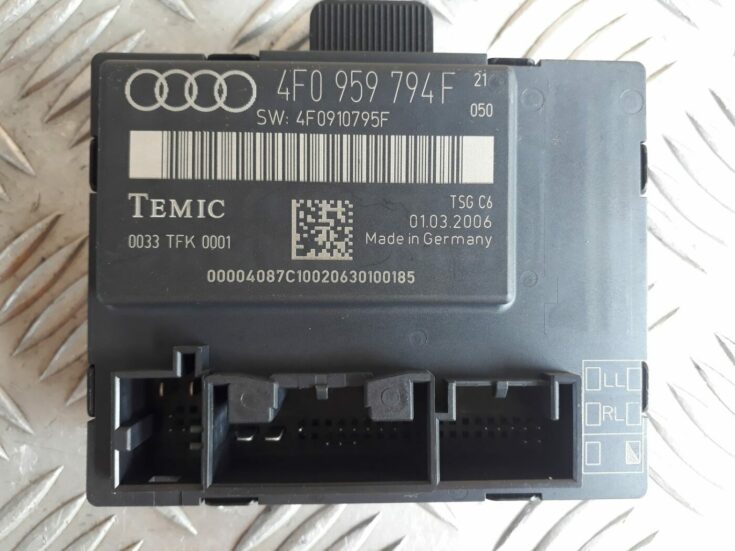 4F0 959 794 F 21
050
SW: 4F0910795F
TEMIC
TSG C6
01.03.2006
0033 TFK 0001
Made in Germany
00004087C10020630100185
LL
RL